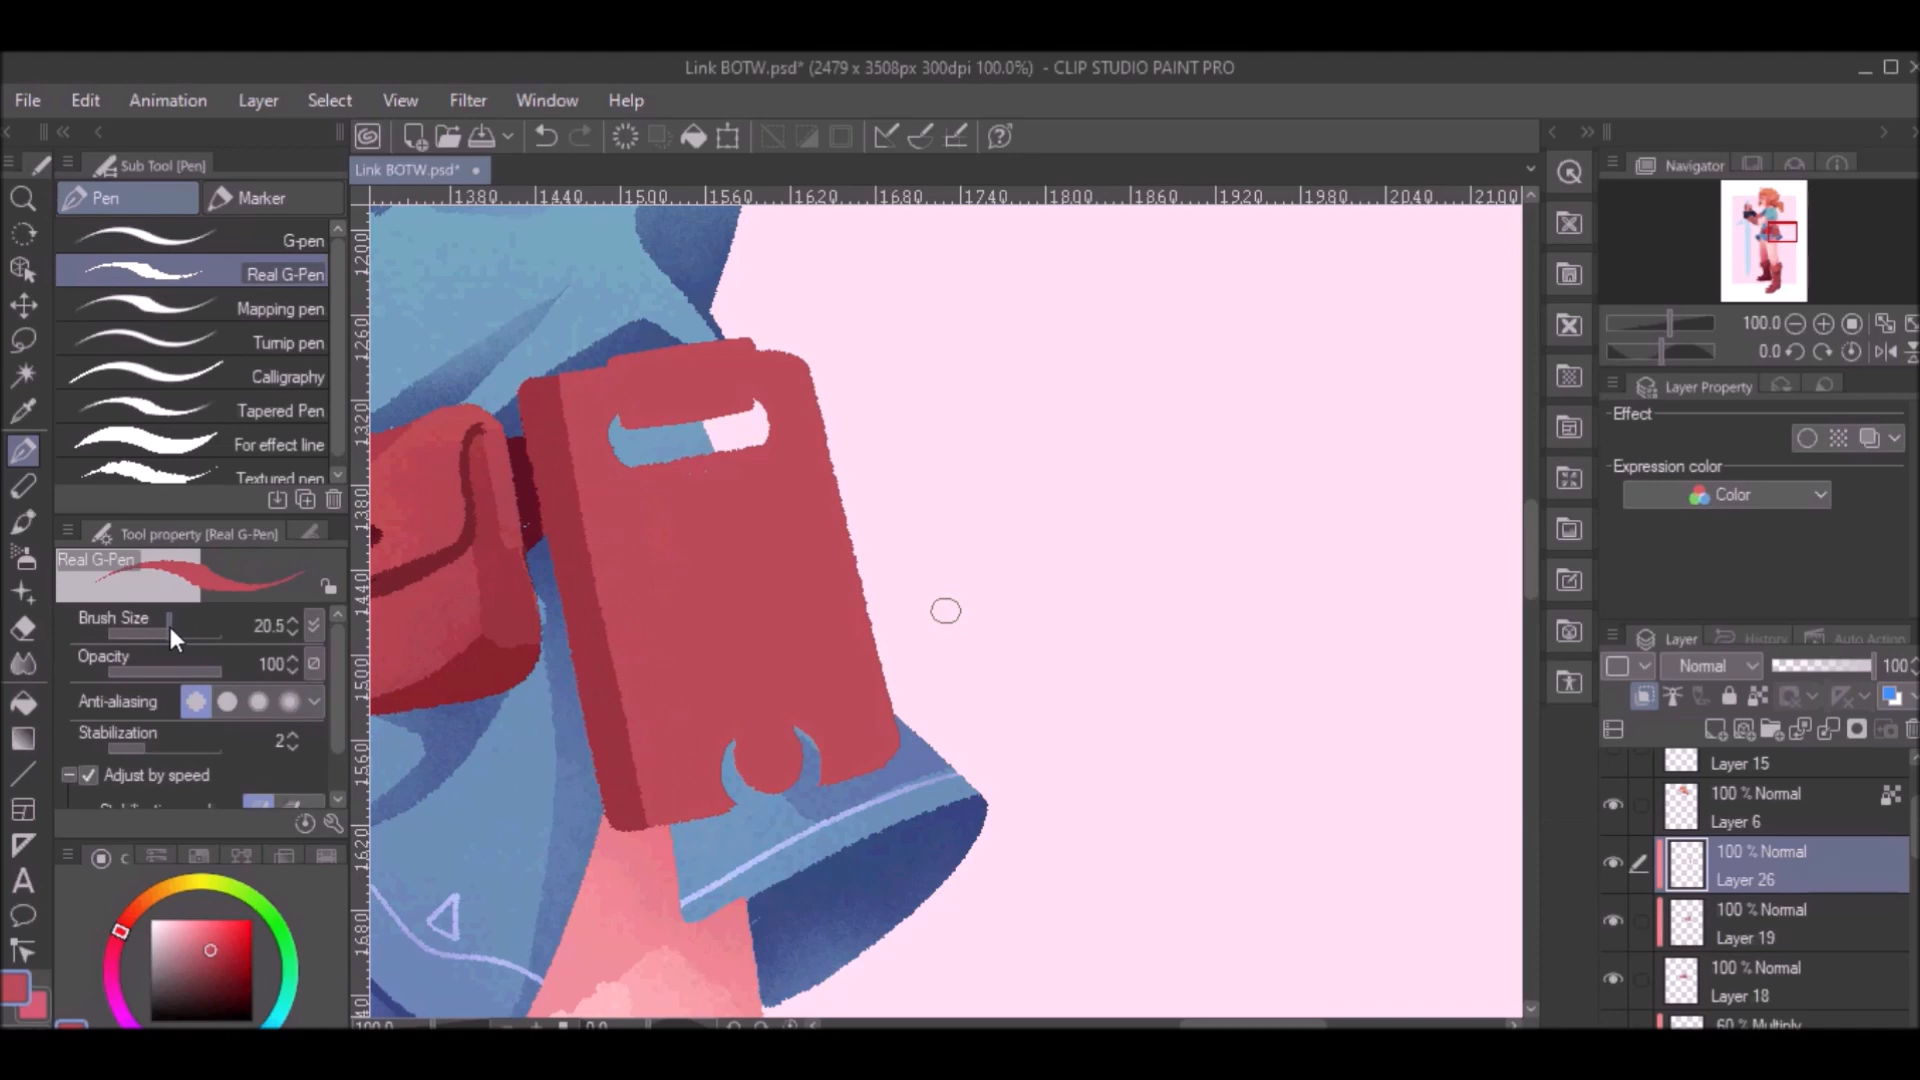 Link BOTW.psd* (2479 x 3508px 300dpi 100.0%) - CLIP STUDIO PAINT PRO
File Edit Animation Layer Select View Filter Window Help
Sub Tool [Pen]
Link BOTW.psd*
Navigator
Pen
Marker
1380 1440 1500 1560 1620 1680 1740 1800 1860 1920 1980 2040 2100
G-pen
Real G-Pen
Mapping pen
Turnip pen
Calligraphy
Tapered Pen
For effect line
Textured pen
1200
1260
1320
1380
1440
1500
1560
1620
1680
Tool property [Real G-Pen]
Real G-Pen
Brush Size 20.5
Opacity 100
Anti-aliasing
Stabilization
2
Adjust by speed
100.0
0.0
Layer Property
Effect
Expression color
Color
Layer History Auto Action
Normal 100
Layer 15
100 % Normal
Layer 6
100 % Normal
Layer 26
100 % Normal
Layer 19
100 % Normal
Layer 18
60 % Multiply
100.0 0.0